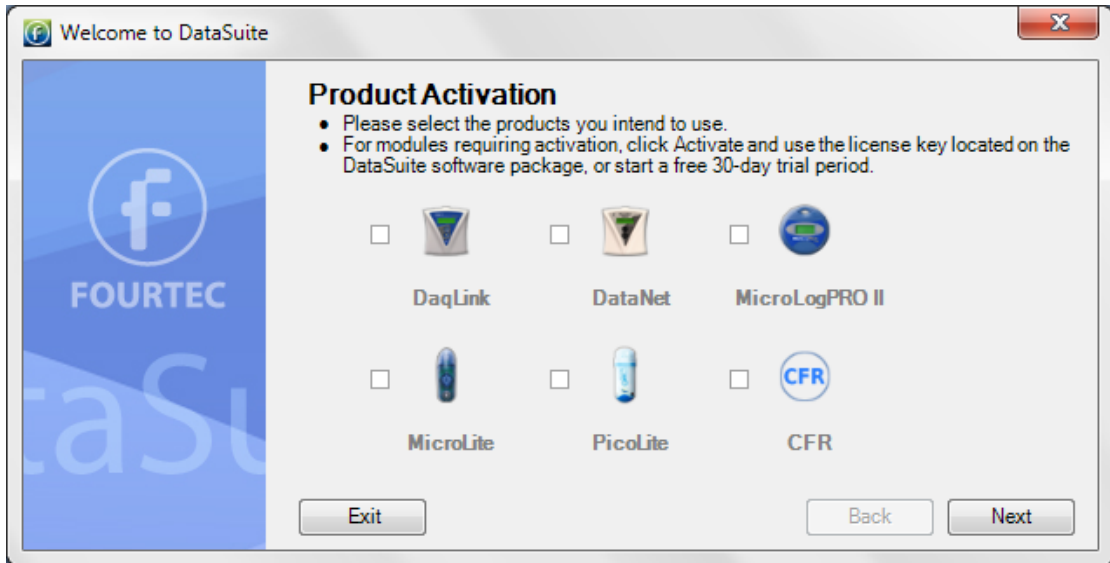 Welcome to DataSuite
Product Activation
● Please select the products you intend to use.
● For modules requiring activation, click Activate and use the license key located on the
DataSuite software package, or start a free 30-day trial period.
FOURTEC
taSu
DaqLink DataNet MicroLogPRO II
CFR
MicroLite PicoLite CFR
Exit Back Next